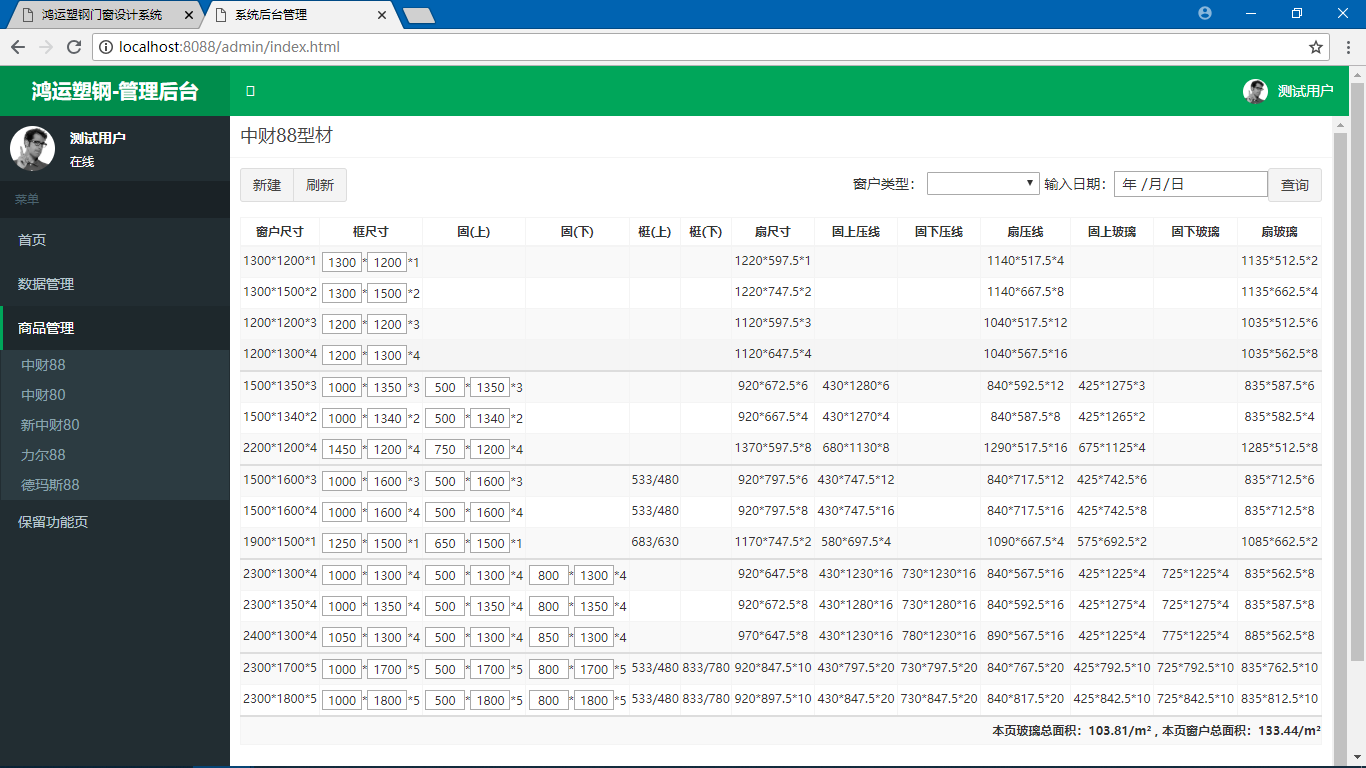 鸿运塑钢门窗设计系统 系统后台管理
localhost:8088/admin/index.html
鸿运塑钢-管理后台 测试用户
测试用户
在线
菜单
首页
数据管理
商品管理
中财88
中财80
新中财80
力尔88
德玛斯88
保留功能页
中财88型材
新建 刷新 窗户类型： 输入日期： 年 /月/日 查询
窗户尺寸 框尺寸 固(上) 固(下) 梃(上) 梃(下) 扇尺寸 固上压线 固下压线 扇压线 固上玻璃 固下玻璃 扇玻璃
1300*1200*1 1300*1200*1 1220*597.5*1 1140*517.5*4 1135*512.5*2
1300*1500*2 1300*1500*2 1220*747.5*2 1140*667.5*8 1135*662.5*4
1200*1200*3 1200*1200*3 1120*597.5*3 1040*517.5*12 1035*512.5*6
1200*1300*4 1200*1300*4 1120*647.5*4 1040*567.5*16 1035*562.5*8
1500*1350*3 1000*1350*3 500*1350*3 920*672.5*6 430*1280*6 840*592.5*12 425*1275*3 835*587.5*6
1500*1340*2 1000*1340*2 500*1340*2 920*667.5*4 430*1270*4 840*587.5*8 425*1265*2 835*582.5*4
2200*1200*4 1450*1200*4 750*1200*4 1370*597.5*8 680*1130*8 1290*517.5*16 675*1125*4 1285*512.5*8
1500*1600*3 1000*1600*3 500*1600*3 533/480 920*797.5*6 430*747.5*12 840*717.5*12 425*742.5*6 835*712.5*6
1500*1600*4 1000*1600*4 500*1600*4 533/480 920*797.5*8 430*747.5*16 840*717.5*16 425*742.5*8 835*712.5*8
1900*1500*1 1250*1500*1 650*1500*1 683/630 1170*747.5*2 580*697.5*4 1090*667.5*4 575*692.5*2 1085*662.5*2
2300*1300*4 1000*1300*4 500*1300*4 800*1300*4 920*647.5*8 430*1230*16 730*1230*16 840*567.5*16 425*1225*4 725*1225*4 835*562.5*8
2300*1350*4 1000*1350*4 500*1350*4 800*1350*4 920*672.5*8 430*1280*16 730*1280*16 840*592.5*16 425*1275*4 725*1275*4 835*587.5*8
2400*1300*4 1050*1300*4 500*1300*4 850*1300*4 970*647.5*8 430*1230*16 780*1230*16 890*567.5*16 425*1225*4 775*1225*4 885*562.5*8
2300*1700*5 1000*1700*5 500*1700*5 800*1700*5 533/480 833/780 920*847.5*10 430*797.5*20 730*797.5*20 840*767.5*20 425*792.5*10 725*792.5*10 835*762.5*10
2300*1800*5 1000*1800*5 500*1800*5 800*1800*5 533/480 833/780 920*897.5*10 430*847.5*20 730*847.5*20 840*817.5*20 425*842.5*10 725*842.5*10 835*812.5*10
本页玻璃总面积：103.81/m² , 本页窗户总面积：133.44/m²